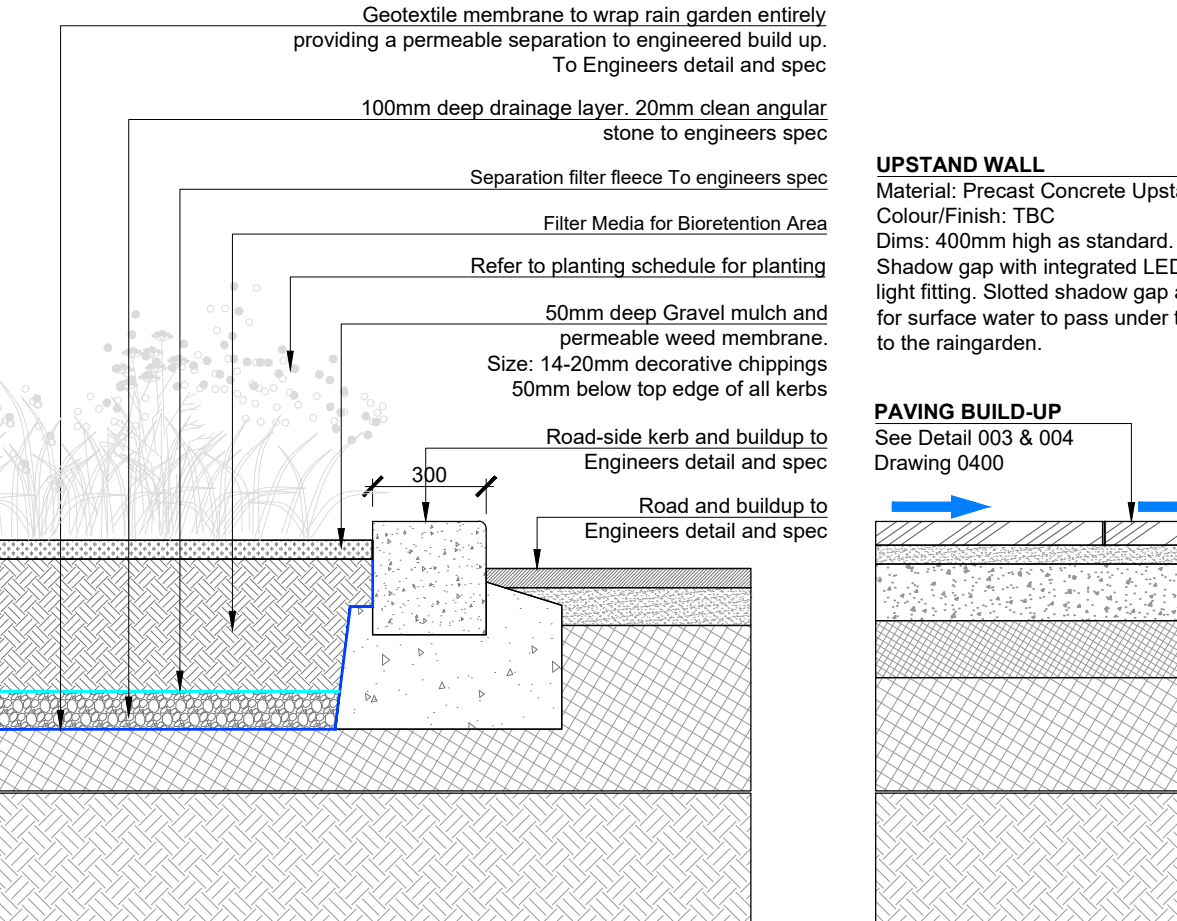 Geotextile membrane to wrap rain garden entirely
providing a permeable separation to engineered build up.
To Engineers detail and spec
100mm deep drainage layer. 20mm clean angular
stone to engineers spec
Separation filter fleece To engineers spec
Filter Media for Bioretention Area
Refer to planting schedule for planting
50mm deep Gravel mulch and
permeable weed membrane.
Size: 14-20mm decorative chippings
50mm below top edge of all kerbs
Road-side kerb and buildup to
Engineers detail and spec
300
Road and buildup to
Engineers detail and spec
UPSTAND WALL
Material: Precast Concrete
Colour/Finish: TBC
Dims: 400mm high as standard.
Shadow gap with integrated LED
light fitting. Slotted shadow gap
for surface water to pass under
to the raingarden.
PAVING BUILD-UP
See Detail 003 & 004
Drawing 0400